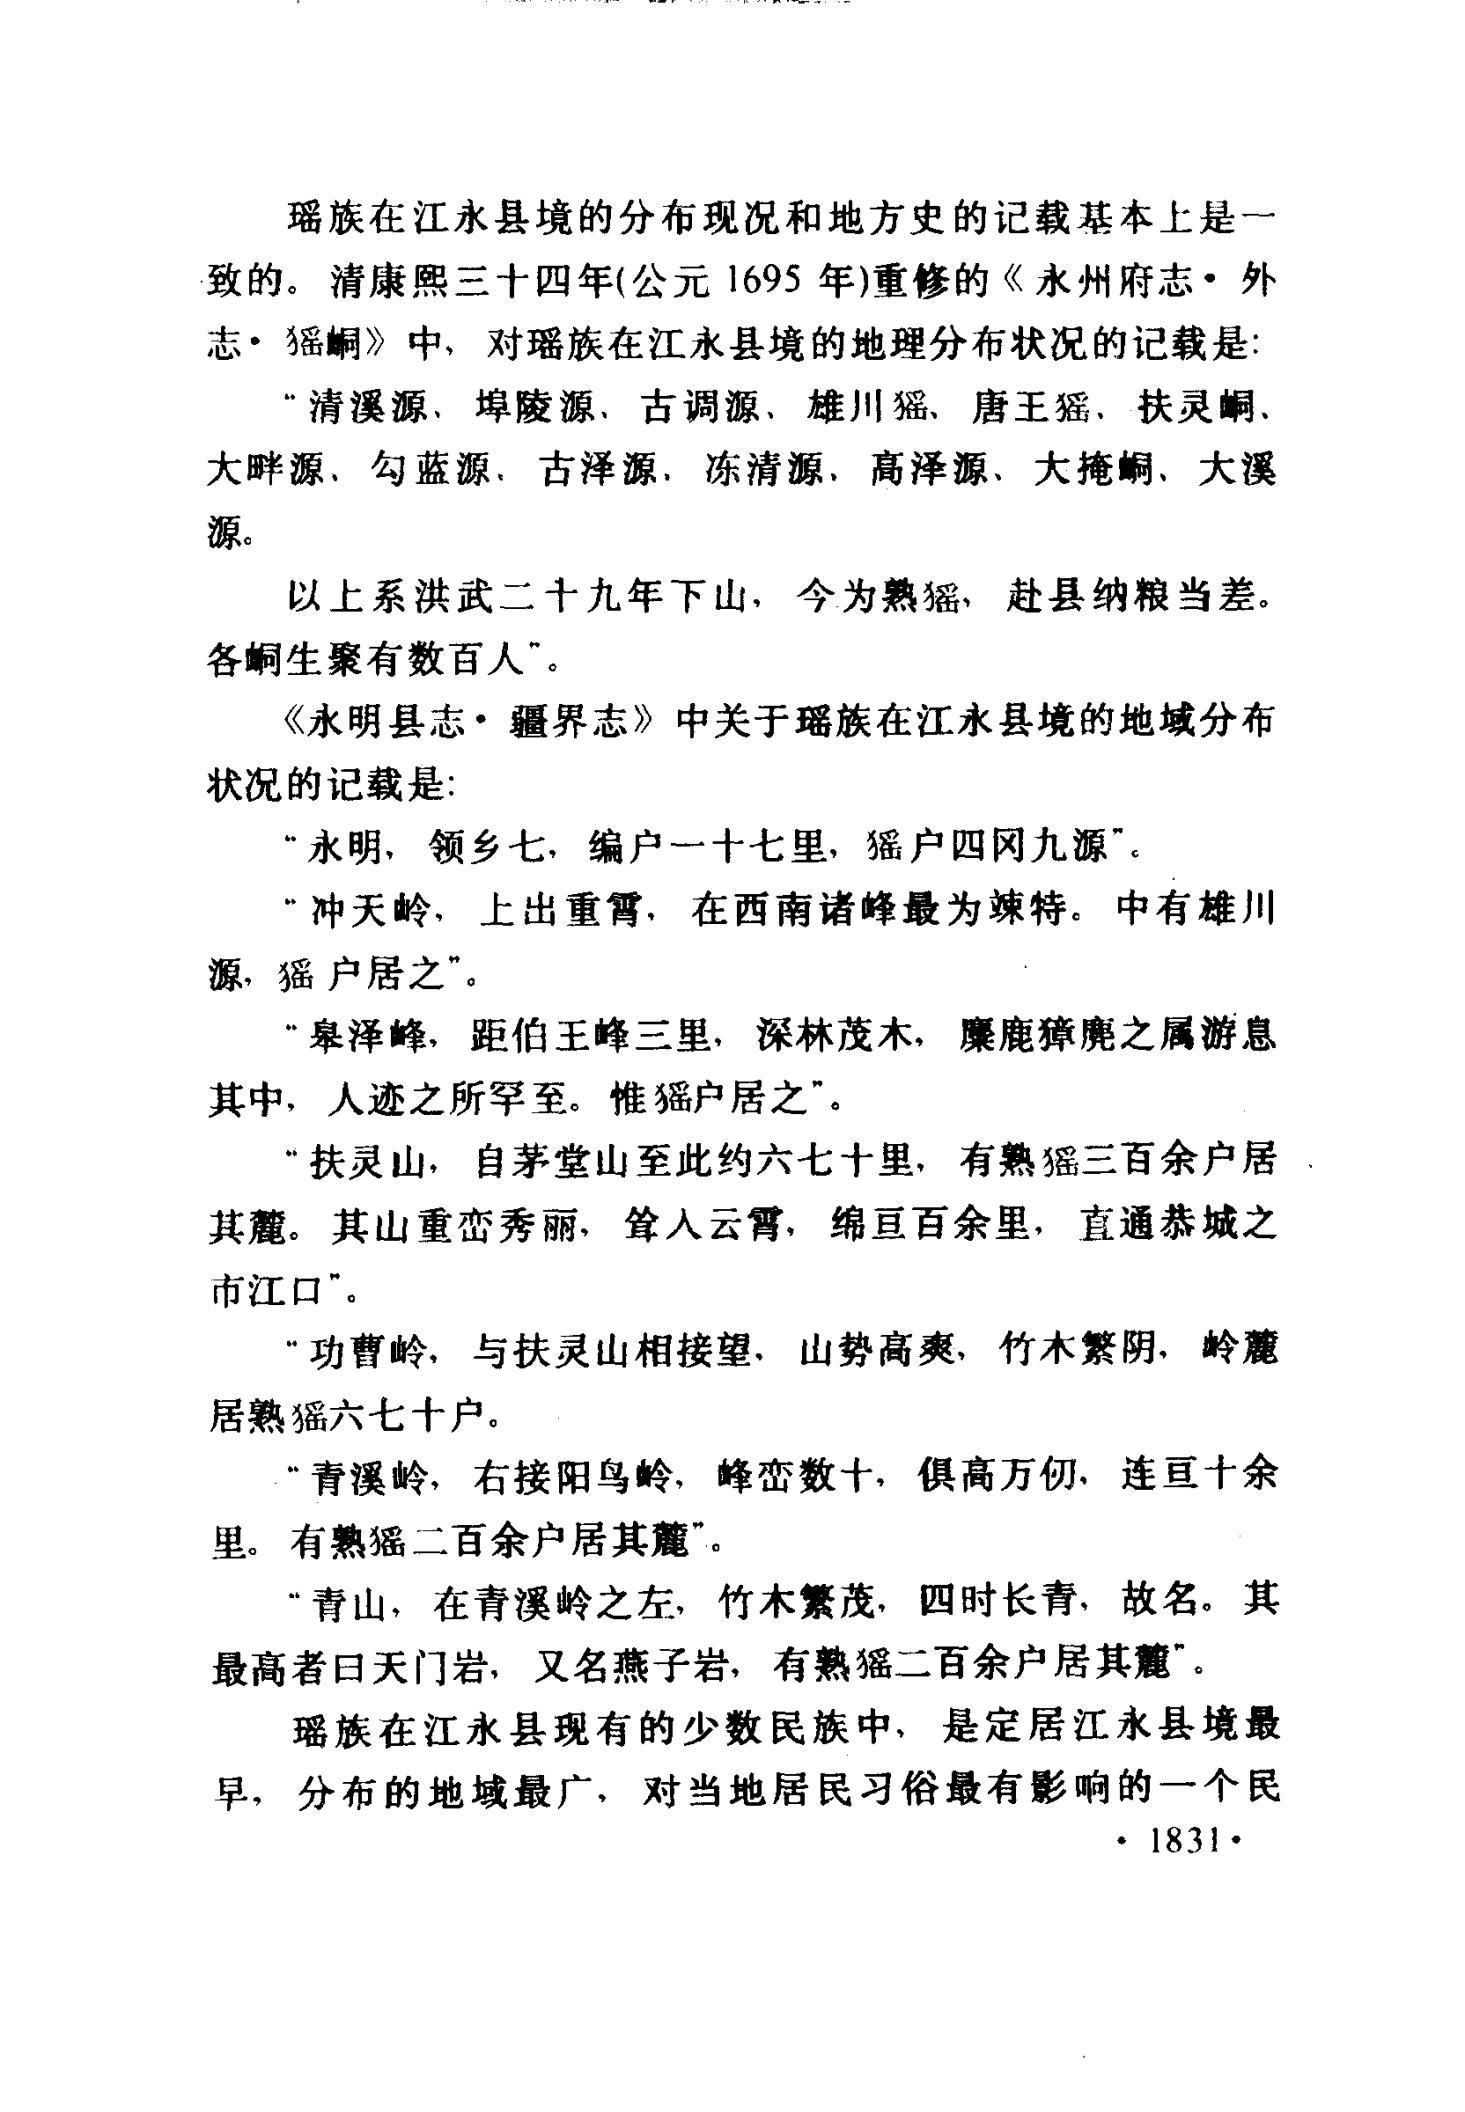 瑶族在江永县境的分布现况和地方史的记载基本上是一
致的。清康熙三十四年(公元1695年)重修的《永州府志·外
志·猺峒》中，对瑶族在江永县境的地理分布状况的记载是：
“清溪源、埠陵源、古调源、雄川猺、唐王猺、扶灵峒、
大畔源、勾蓝源、古泽源、冻清源、高泽源、大掩峒、大溪
源。
以上系洪武二十九年下山，今为熟猺，赴县纳粮当差。
各峒生聚有数百人”。
《永明县志·疆界志》中关于瑶族在江永县境的地域分布
状况的记载是：
“永明，领乡七，编户一十七里，猺户四冈九源”。
“冲天岭，上出重霄，在西南诸峰最为竦特。中有雄川
源，猺户居之”。
“皋泽峰，距伯王峰三里，深林茂木，麋鹿獐麂之属游息
其中，人迹之所罕至。惟猺户居之”。
“扶灵山，自茅堂山至此约六七十里，有熟猺三百余户居
其麓。其山重峦秀丽，耸入云霄，绵亘百余里，直通恭城之
市江口”。
“功曹岭，与扶灵山相接望，山势高爽，竹木繁阴，岭麓
居熟猺六七十户。
“青溪岭，右接阳鸟岭，峰峦数十，俱高万仞，连亘十余
里。有熟猺二百余户居其麓”。
“青山，在青溪岭之左，竹木繁茂，四时长青，故名。其
最高者曰天门岩，又名燕子岩，有熟猺二百余户居其麓”。
瑶族在江永县现有的少数民族中，是定居江永县境最
早，分布的地域最广，对当地居民习俗最有影响的一个民
·1831·